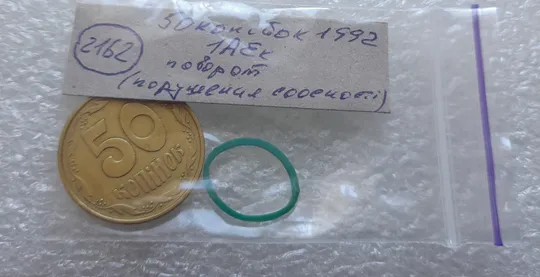 2162
50 копійок 1992
1АЕк
поворот
(порушення соосності)
50
КОПІЙОК